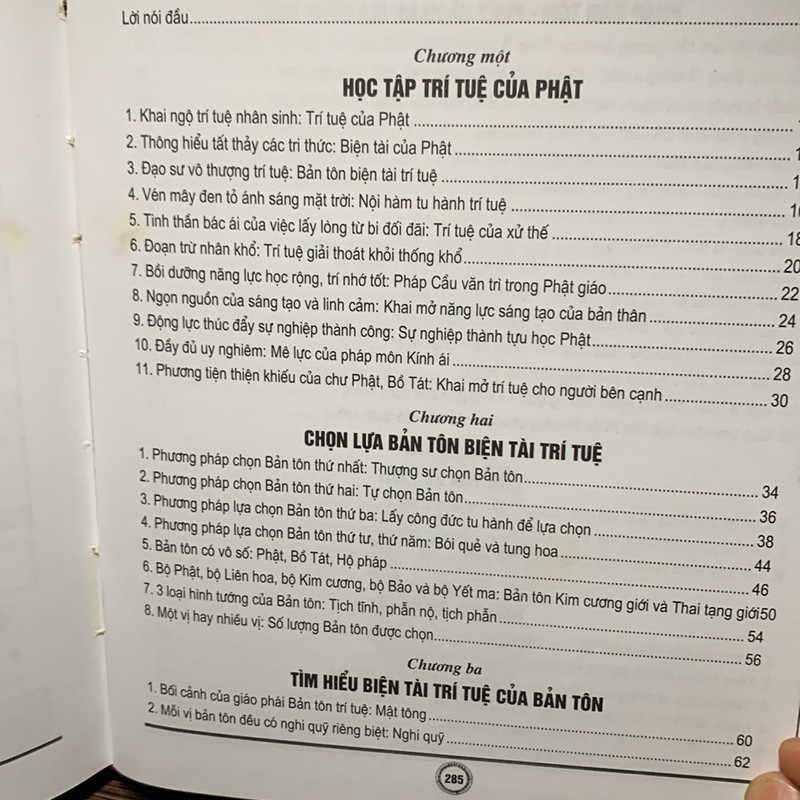 Lời nói đầu
Chương một
HỌC TẬP TRÍ TUỆ CỦA PHẬT
1. Khai ngộ trí tuệ nhân sinh: Trí tuệ của Phật
2. Thông hiểu tất thảy các tri thức: Biện tài của Phật
3. Đạo sư vô thượng trí tuệ: Bản tôn biện tài trí tuệ
4. Vén mây đen tỏ ánh sáng mặt trời: Nội hàm tu hành trí tuệ
5. Tinh thần bác ái của việc lấy lòng từ bi đối đãi: Trí tuệ của xử thế 18
6. Đoạn trừ nhân khổ: Trí tuệ giải thoát khỏi thống khổ 20
7. Bồi dưỡng năng lực học rộng, trí nhớ tốt: Pháp Cầu văn trì trong Phật giáo 22
8. Ngọn nguồn của sáng tạo và linh cảm: Khai mở năng lực sáng tạo của bản thân 24
9. Động lực thúc đẩy sự nghiệp thành công: Sự nghiệp thành tựu học Phật 26
10. Đầy đủ uy nghiêm: Mê lực của pháp môn Kính ái 28
11. Phương tiện thiện khiếu của chư Phật, Bồ Tát: Khai mở trí tuệ cho người bên cạnh 30
Chương hai
CHỌN LỰA BẢN TÔN BIỆN TÀI TRÍ TUỆ
1. Phương pháp chọn Bản tôn thứ nhất: Thượng sư chọn Bản tôn 34
2. Phương pháp chọn Bản tôn thứ hai: Tự chọn Bản tôn 36
3. Phương pháp lựa chọn Bản tôn thứ ba: Lấy công đức tu hành để lựa chọn 38
4. Phương pháp lựa chọn Bản tôn thứ tư, thứ năm: Bói quẻ và tung hoa 44
5. Bản tôn có vô số: Phật, Bồ Tát, Hộ pháp 46
6. Bộ Phật, bộ Liên hoa, bộ Kim cương, bộ Bảo và bộ Yết ma: Bản tôn Kim cương giới và Thai tạng giới50
7. 3 loại hình tướng của Bản tôn: Tịch tĩnh, phẫn nộ, tịch phẫn 54
8. Một vị hay nhiều vị: Số lượng Bản tôn được chọn 56
Chương ba
TÌM HIỂU BIỆN TÀI TRÍ TUỆ CỦA BẢN TÔN
1. Bối cảnh của giáo phái Bản tôn trí tuệ: Mật tông 60
2. Mỗi vị bản tôn đều có nghi quỹ riêng biệt: Nghi quỹ 62
285